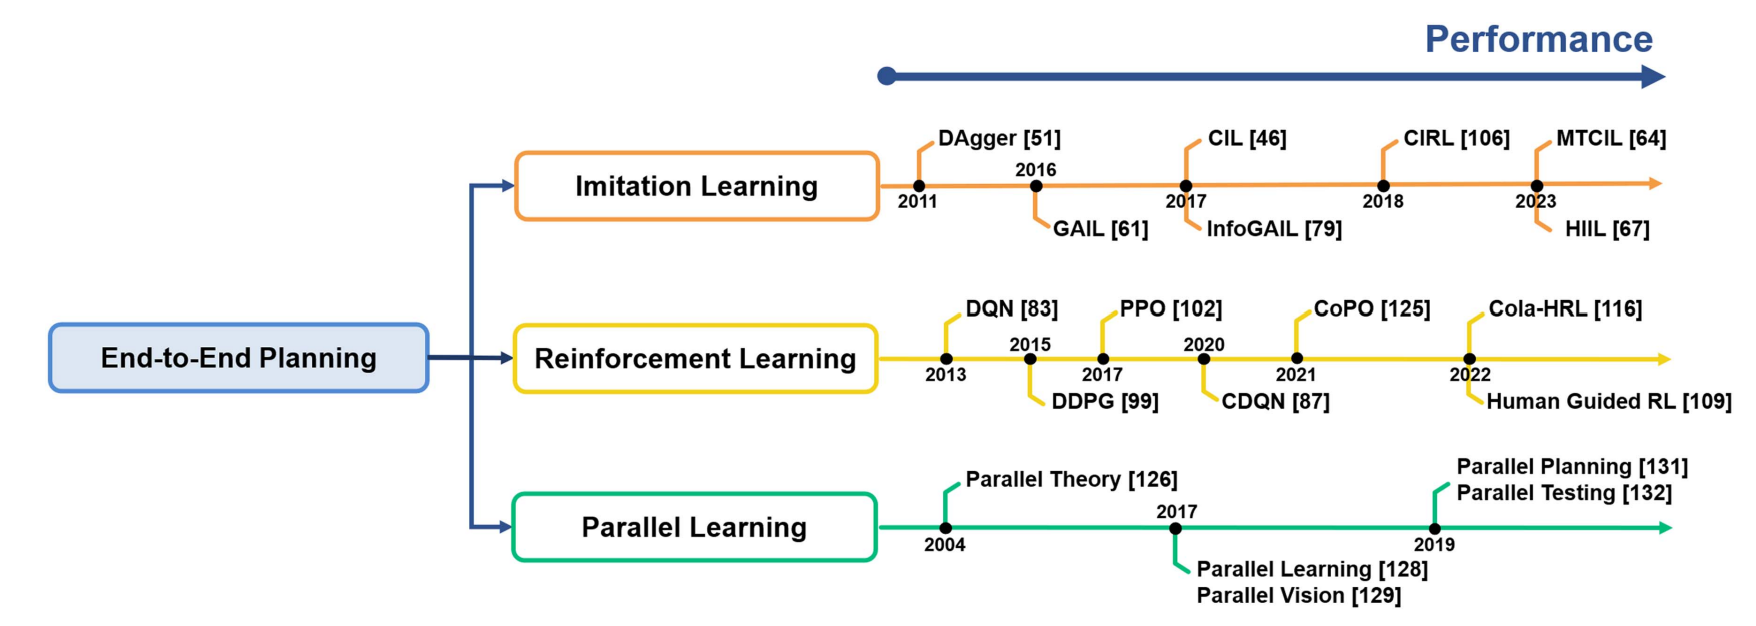 Performance
DAgger [51]
CIL [46]
CIRL [106]
MTCIL [64]
2016
Imitation Learning
2011
2017
2018
2023
GAIL [61]
InfoGAIL [79]
HIIL [67]
DQN [83]
PPO [102]
CoPO [125]
Cola-HRL [116]
2015
2020
End-to-End Planning
Reinforcement Learning
2013
2017
2021
2022
DDPG [99]
CDQN [87]
Human Guided RL [109]
Parallel Planning [131]
Parallel Theory [126]
Parallel Testing [132]
2017
Parallel Learning
2004
2019
Parallel Learning [128]
Parallel Vision [129]